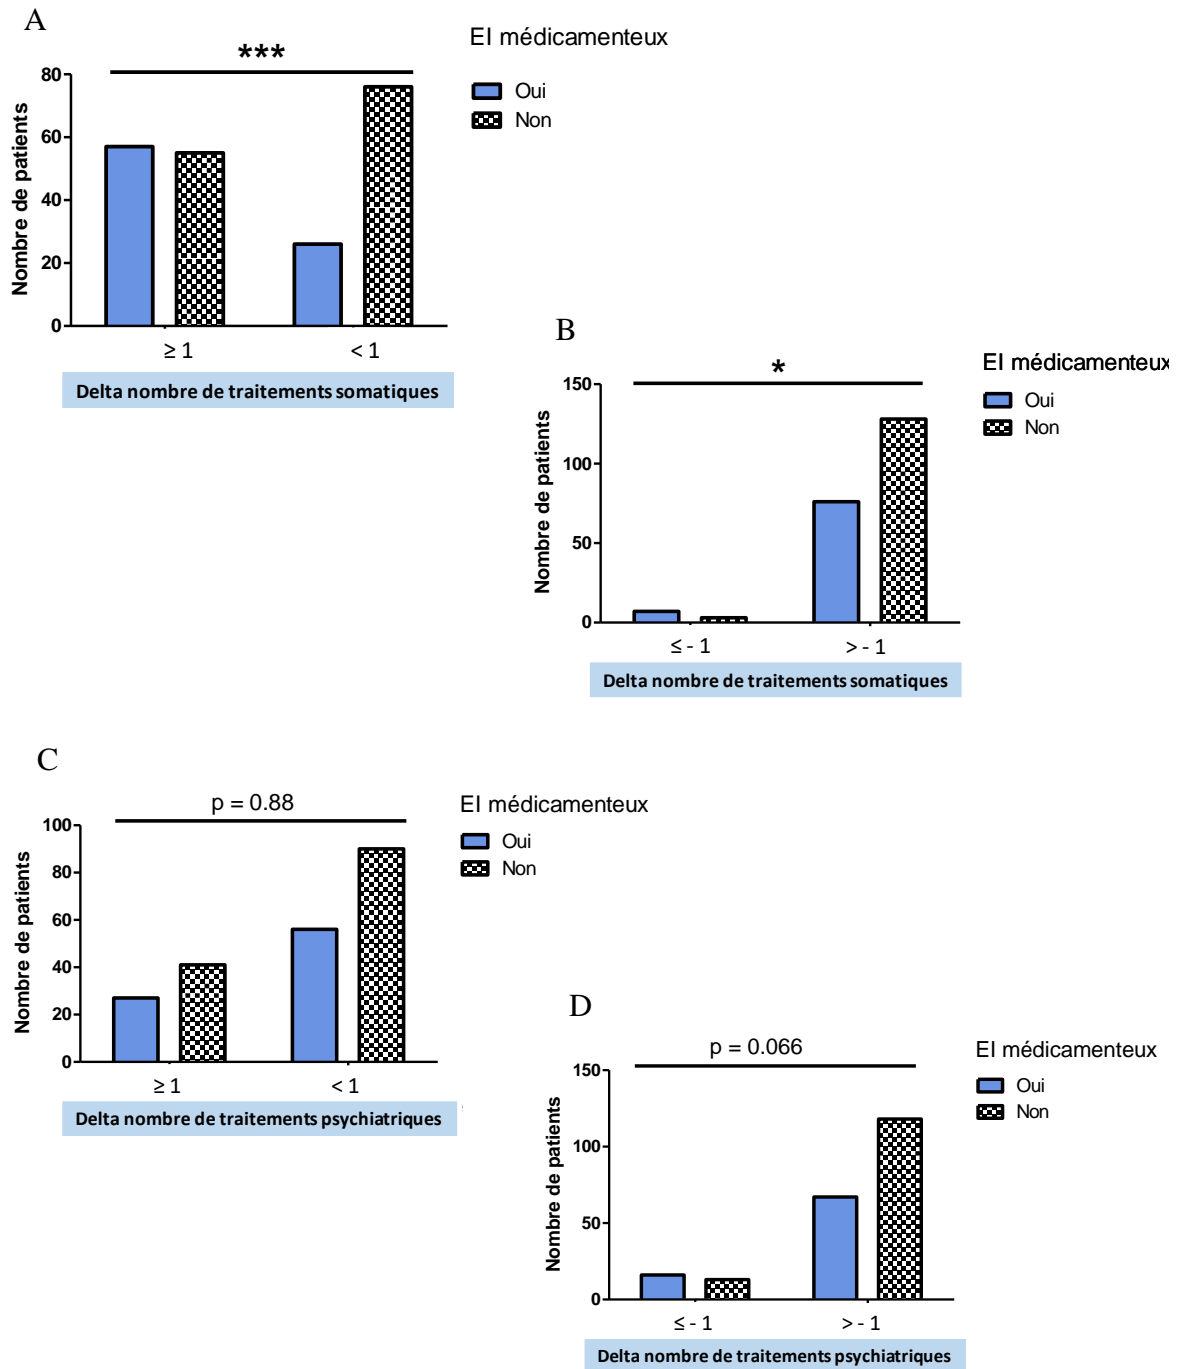 A
***
EI médicamenteux
Oui
Non
Nombre de patients
80
60
40
20
0
≥ 1
< 1
Delta nombre de traitements somatiques
B
*
EI médicamenteux
Oui
Non
Nombre de patients
150
100
50
0
≤ - 1
> - 1
Delta nombre de traitements somatiques
C
p = 0.88
EI médicamenteux
Oui
Non
Nombre de patients
100
80
60
40
20
0
≥ 1
< 1
Delta nombre de traitements psychiatriques
D
p = 0.066
EI médicamenteux
Oui
Non
Nombre de patients
150
100
50
0
≤ - 1
> - 1
Delta nombre de traitements psychiatriques